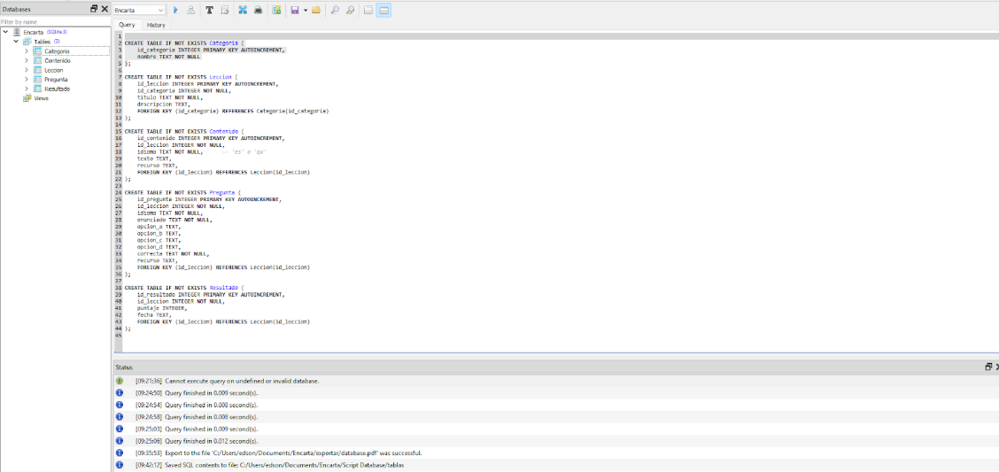 Databases
Filter by name
Encarta (SQLite 3)
Tables (5)
Categoria
Contenido
Leccion
Pregunta
Resultado
Views
Encarta
Query History
1
2 CREATE TABLE IF NOT EXISTS Categoria (
3 id_categoria INTEGER PRIMARY KEY AUTOINCREMENT,
4 nombre TEXT NOT NULL
5 );
6
7 CREATE TABLE IF NOT EXISTS Leccion (
8 id_leccion INTEGER PRIMARY KEY AUTOINCREMENT,
9 id_categoria INTEGER NOT NULL,
10 titulo TEXT NOT NULL,
11 descripcion TEXT,
12 FOREIGN KEY (id_categoria) REFERENCES Categoria(id_categoria)
13 );
14
15 CREATE TABLE IF NOT EXISTS Contenido (
16 id_contenido INTEGER PRIMARY KEY AUTOINCREMENT,
17 id_leccion INTEGER NOT NULL,
18 idioma TEXT NOT NULL, -- 'es' o 'qu'
19 texto TEXT,
20 recurso TEXT,
21 FOREIGN KEY (id_leccion) REFERENCES Leccion(id_leccion)
22 );
23
24 CREATE TABLE IF NOT EXISTS Pregunta (
25 id_pregunta INTEGER PRIMARY KEY AUTOINCREMENT,
26 id_leccion INTEGER NOT NULL,
27 idioma TEXT NOT NULL,
28 enunciado TEXT NOT NULL,
29 opcion_a TEXT,
30 opcion_b TEXT,
31 opcion_c TEXT,
32 opcion_d TEXT,
33 correcta TEXT NOT NULL,
34 recurso TEXT,
35 FOREIGN KEY (id_leccion) REFERENCES Leccion(id_leccion)
36 );
37
38 CREATE TABLE IF NOT EXISTS Resultado (
39 id_resultado INTEGER PRIMARY KEY AUTOINCREMENT,
40 id_leccion INTEGER NOT NULL,
41 puntaje INTEGER,
42 fecha TEXT,
43 FOREIGN KEY (id_leccion) REFERENCES Leccion(id_leccion)
44 );
45
Status
[09:21:36] Cannot execute query on undefined or invalid database.
[09:24:50] Query finished in 0.009 second(s).
[09:24:54] Query finished in 0.008 second(s).
[09:24:58] Query finished in 0.008 second(s).
[09:25:03] Query finished in 0.009 second(s).
[09:25:06] Query finished in 0.012 second(s).
[09:35:53] Export to the file 'C:/Users/edson/Documents/Encarta/exportar/database.pdf' was successful.
[09:42:12] Saved SQL contents to file: C:/Users/edson/Documents/Encarta/Script Database/tablas